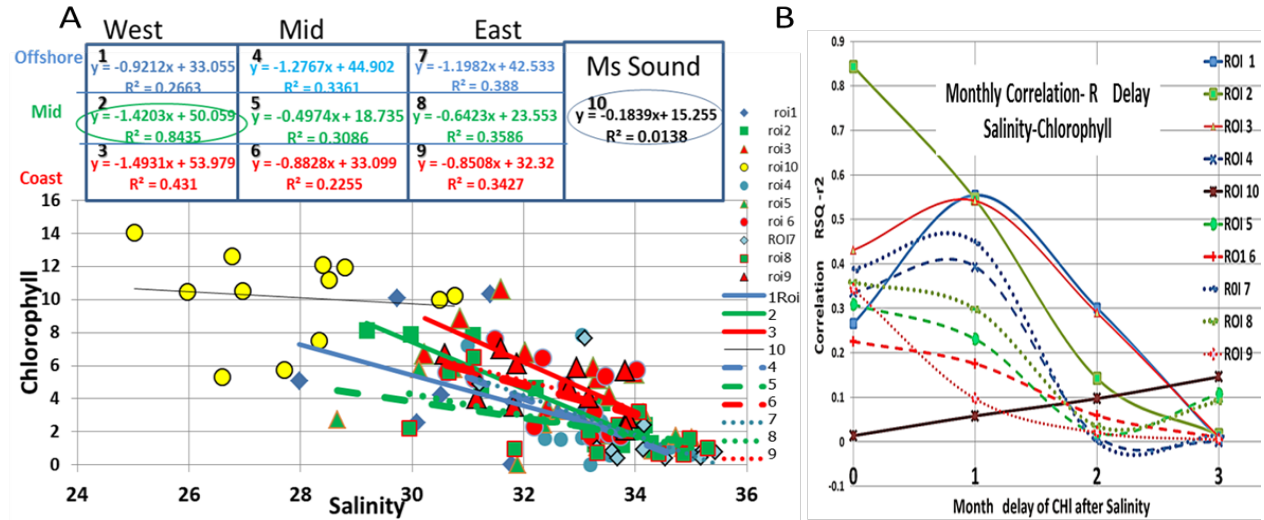 A
West Mid East
Offshore
1
y = -0.9212x + 33.055
R² = 0.2663
4
y = -1.2767x + 44.902
R² = 0.3361
7
y = -1.1982x + 42.533
R² = 0.388
Ms Sound
10
y = -0.1839x + 15.255
R² = 0.0138
Mid
2
y = -1.4203x + 50.059
R² = 0.8435
5
y = -0.4974x + 18.735
R² = 0.3086
8
y = -0.6423x + 23.553
R² = 0.3586
Coast
3
y = -1.4931x + 53.979
R² = 0.431
6
y = -0.8828x + 33.099
R² = 0.2255
9
y = -0.8508x + 32.32
R² = 0.3427
16
14
12
10
8
6
4
2
0
Chlorophyll
24 26 28 30 32 34 36
Salinity
roi1
roi2
roi3
roi10
roi4
roi5
roi 6
ROI7
roi8
roi9
1Roi
2
3
10
4
5
6
7
8
9
B
0.9
0.8
0.7
0.6
0.5
0.4
0.3
0.2
0.1
0
-0.1
Correlation RSQ -r2
Monthly Correlation- R Delay
Salinity-Chlorophyll
0 1 2 3
Month delay of CHl after Salinity
ROI 1
ROI 2
ROI 3
ROI 4
ROI 10
ROI 5
ROI 6
ROI 7
ROI 8
ROI 9